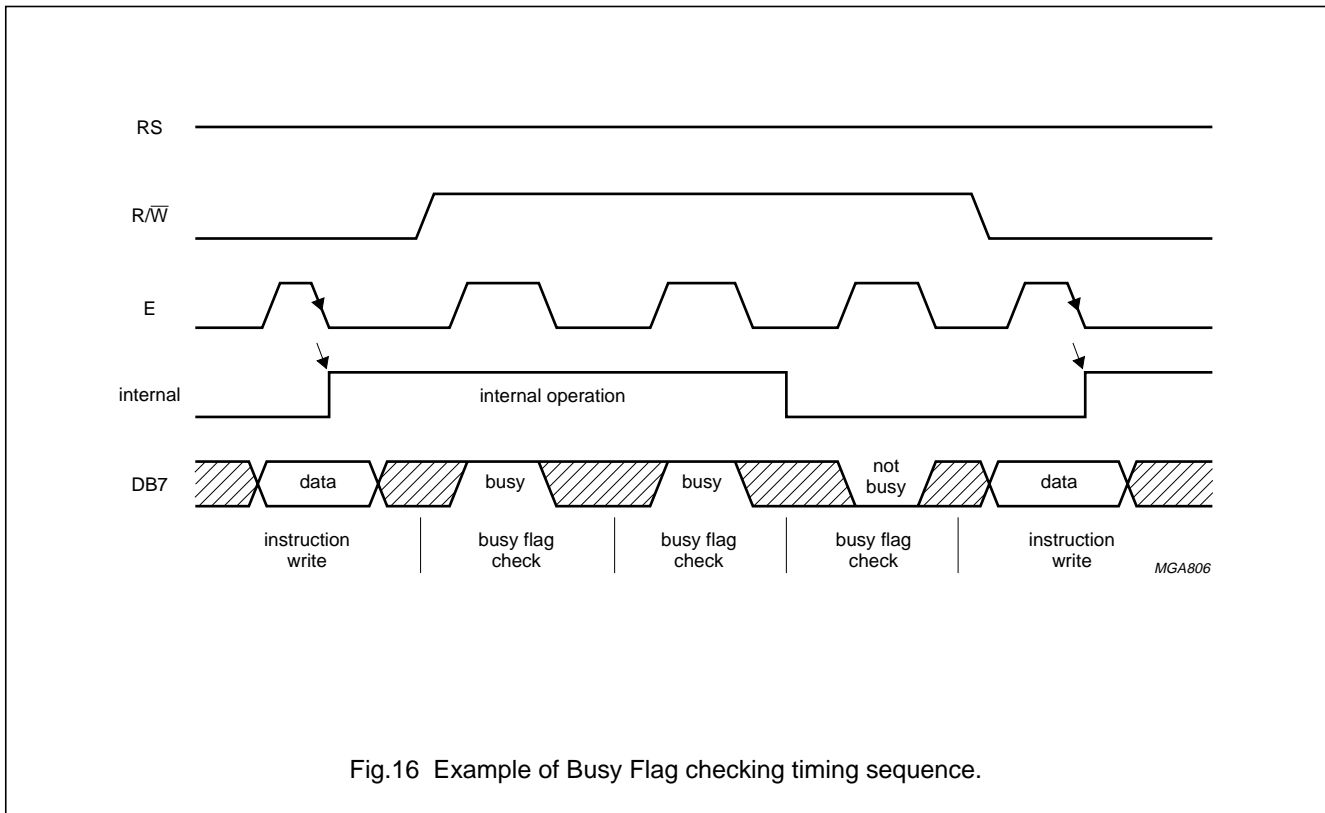 RS
R/W̅
E
internal
internal operation
DB7
data
busy
busy
not
busy
data
instruction
write
busy flag
check
busy flag
check
busy flag
check
instruction
write
MGA806
Fig.16 Example of Busy Flag checking timing sequence.